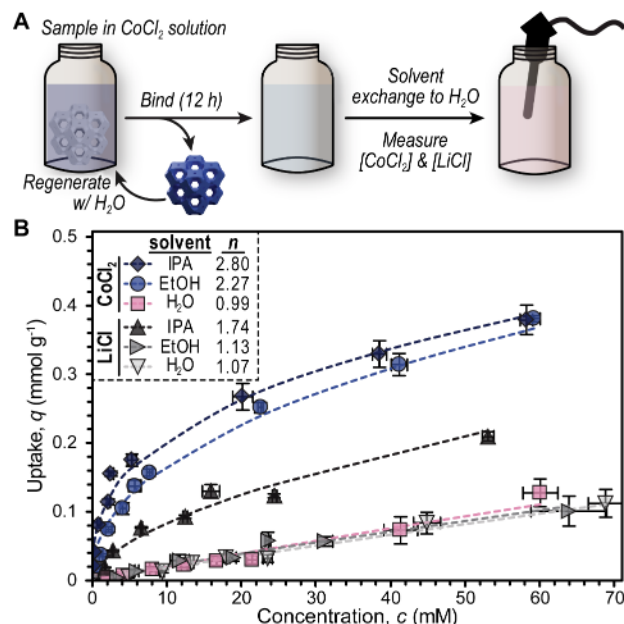 A
Sample in CoCl₂ solution
Bind (12 h)
Regenerate
w/ H₂O
Solvent
exchange to H₂O
Measure
[CoCl₂] & [LiCl]
B
solvent n
CoCl₂
IPA 2.80
EtOH 2.27
H₂O 0.99
LiCl
IPA 1.74
EtOH 1.13
H₂O 1.07
Uptake, q (mmol g⁻¹)
0.5
0.4
0.3
0.2
0.1
0
0 10 20 30 40 50 60 70
Concentration, c (mM)